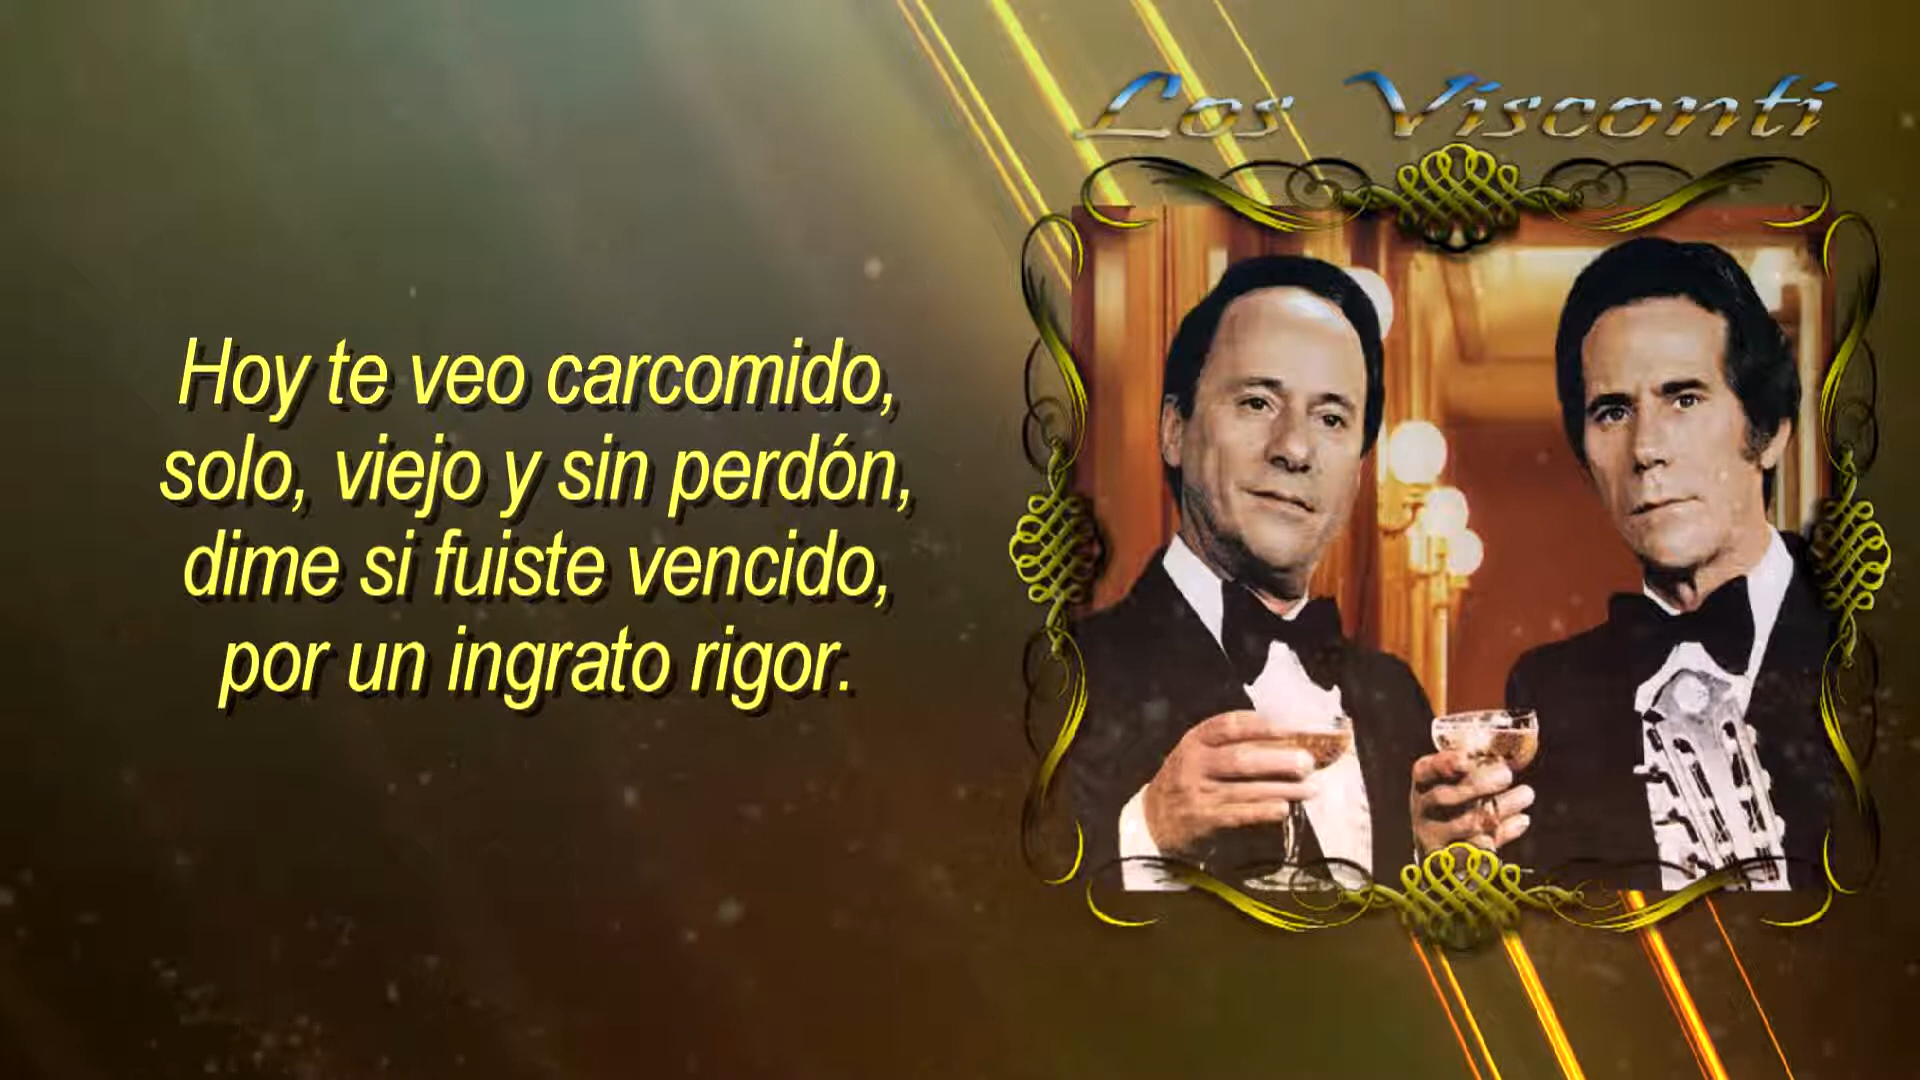 Los Visconti
Hoy te veo carcomido,
solo, viejo y sin perdón,
dime si fuiste vencido,
por un ingrato rigor.